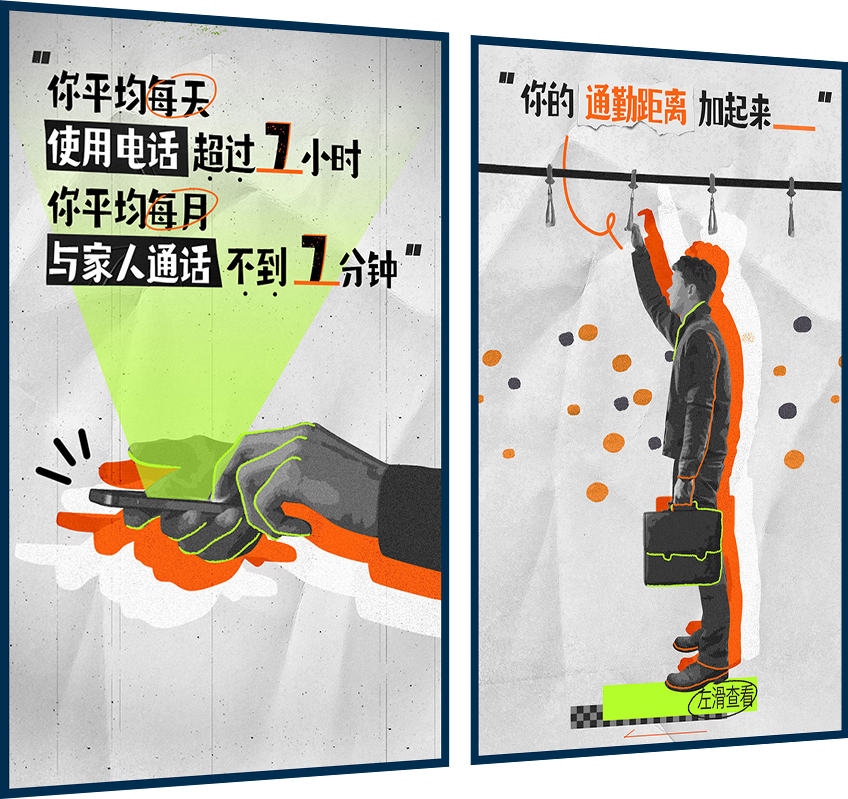 "你平均每天
使用电话 超过 7 小时
你平均每月
与家人通话 不到 7 分钟"
"你的 通勤距离 加起来___"
左滑查看